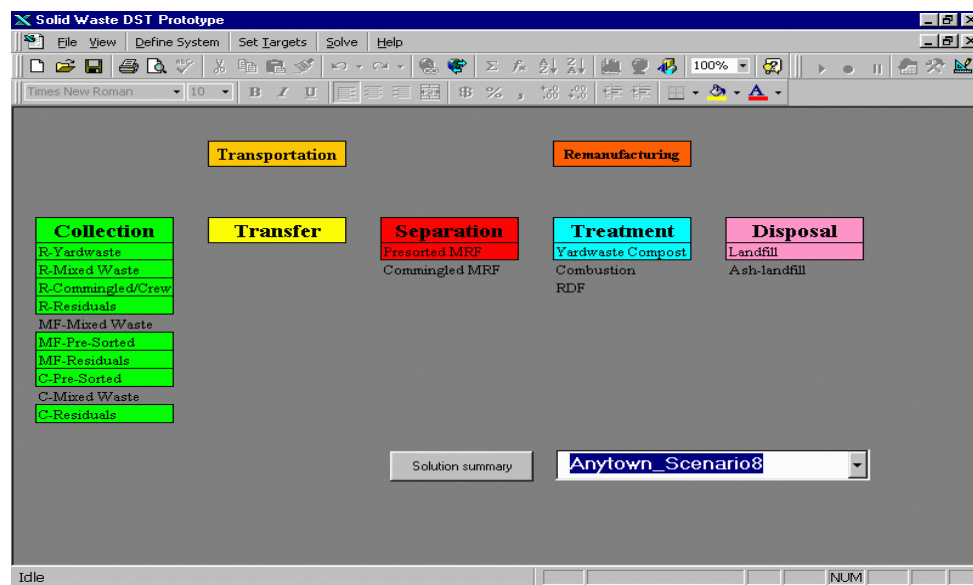 Solid Waste DST Prototype
File View Define System Set Targets Solve Help
100%
Times New Roman 10 B I U $ % ,
Transportation
Remanufacturing
Collection
R-Yardwaste
R-Mixed Waste
R-Commingled/Crew
R-Residuals
MF-Mixed Waste
MF-Pre-Sorted
MF-Residuals
C-Pre-Sorted
C-Mixed Waste
C-Residuals
Transfer
Separation
Presorted MRF
Commingled MRF
Treatment
Yardwaste Compost
Combustion
RDF
Disposal
Landfill
Ash-landfill
Solution summary
Anytown_Scenario8
Idle
NUM